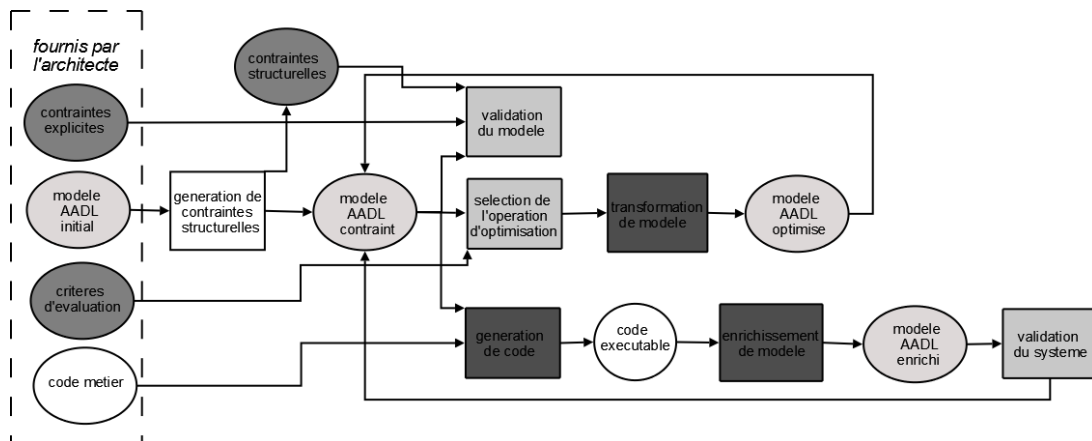 fournis par
l'architecte
contraintes
structurelles
contraintes
explicites
validation
du modele
modele
AADL
initial
generation de
contraintes
structurelles
modele
AADL
contraint
selection de
l'operation
d'optimisation
transformation
de modele
modele
AADL
optimise
criteres
d'evaluation
generation
de code
code
executable
enrichissement
de modele
modele
AADL
enrichi
validation
du systeme
code metier